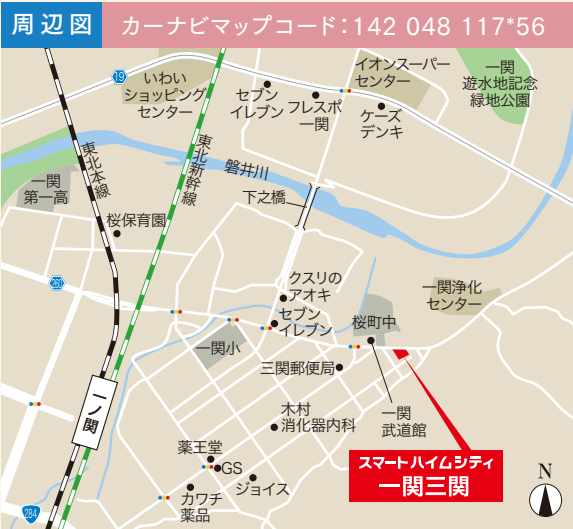 周辺図
カーナビマップコード：142 048 117*56
19
いわい
ショッピング
センター
セブン
イレブン
フレスポ
一関
イオンスーパー
センター
ケーズ
デンキ
一関
遊水地記念
緑地公園
東北本線
東北新幹線
磐井川
一関
第一高
下之橋
桜保育園
260
クスリの
アオキ
セブン
イレブン
一関浄化
センター
桜町中
一関小
三関郵便局
一ノ関
一関
武道館
木村
消化器内科
薬王堂
GS
ジョイス
カワチ
薬品
284
スマートハイムシティ
一関三関
N